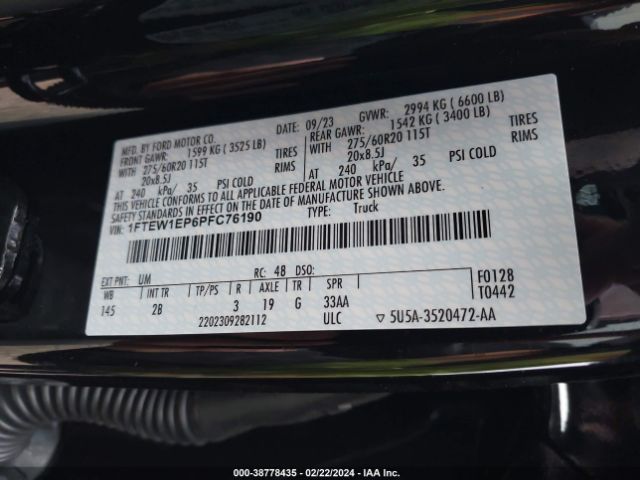 MFD. BY FORD MOTOR CO. DATE: 09/23 GVWR: 2994 KG ( 6600 LB)
FRONT GAWR: 1599 KG ( 3525 LB) REAR GAWR: 1542 KG ( 3400 LB)
WITH 275/60R20 115T TIRES WITH 275/60R20 115T TIRES
20x8.5J RIMS 20x8.5J RIMS
AT 240 kPa/ 35 PSI COLD AT 240 kPa/ 35 PSI COLD
THIS VEHICLE CONFORMS TO ALL APPLICABLE FEDERAL MOTOR VEHICLE
SAFETY STANDARDS IN EFFECT ON THE DATE OF MANUFACTURE SHOWN ABOVE.
VIN: 1FTEW1EP6PFC76190 TYPE: Truck
EXT PNT: UM RC: 48 DSO: F0128
WB INT TR TP/PS R AXLE TR SPR T0442
145 2B 3 19 G 33AA
2202309282112 ULC ▽ 5U5A-3520472-AA
000-38778435 - 02/22/2024 - IAA Inc.